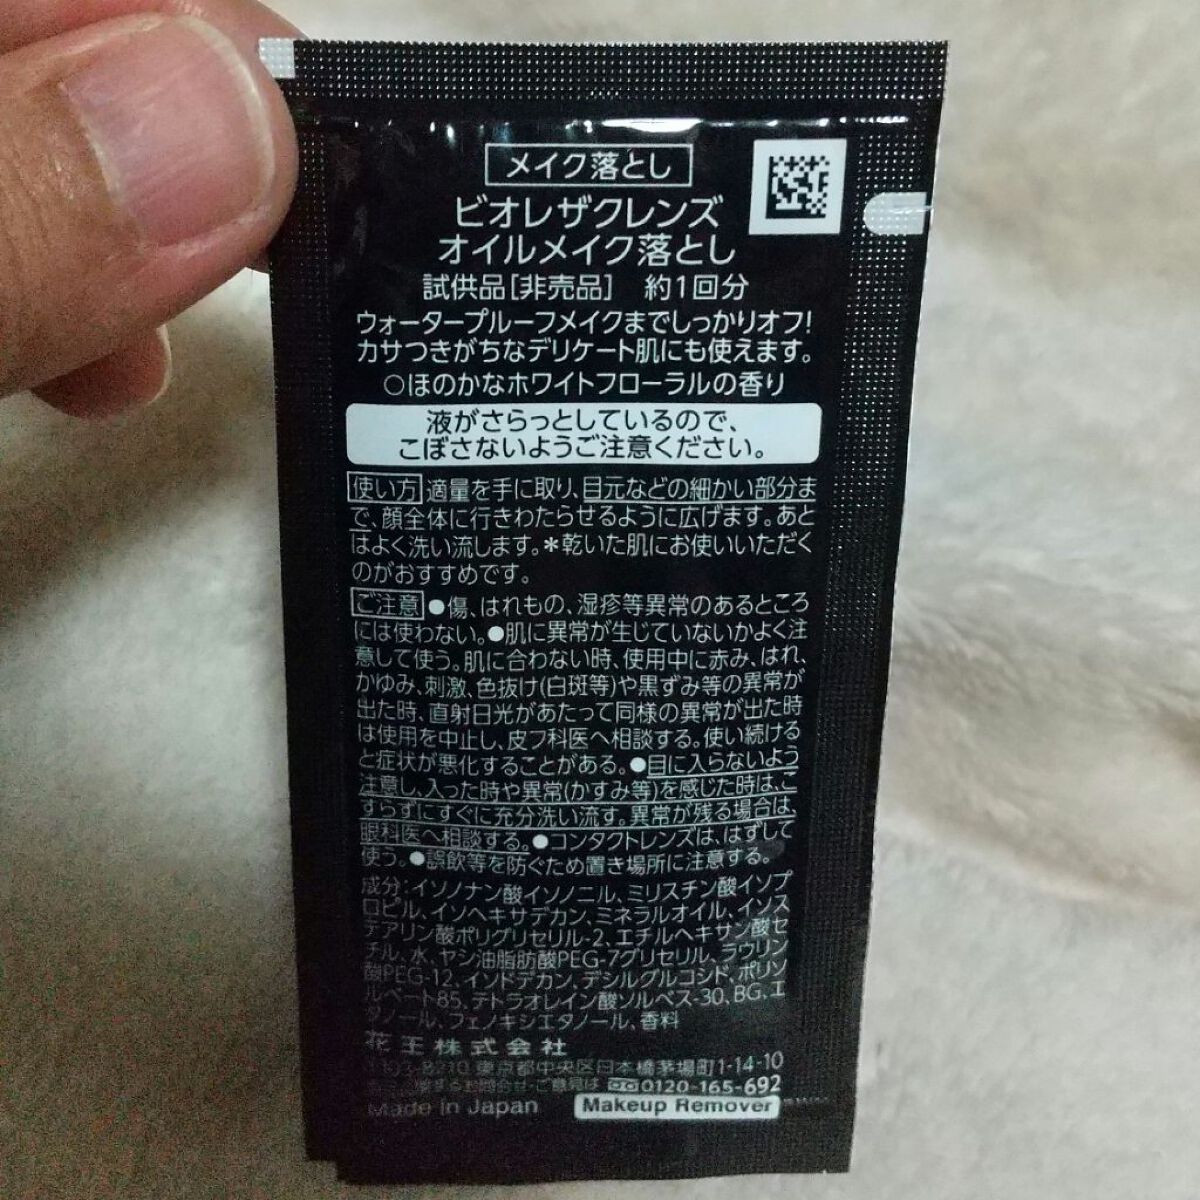 メイク落とし
ビオレザクレンズ
オイルメイク落とし
試供品[非売品] 約1回分
ウォータープルーフメイクまでしっかりオフ!
カサつきがちなデリケート肌にも使えます。
○ほのかなホワイトフローラルの香り
液がさらっとしているので、
こぼさないようご注意ください。
使い方 適量を手に取り、目元などの細かい部分ま
で、顔全体に行きわたらせるように広げます。あと
はよく洗い流します。*乾いた肌にお使いいただく
のがおすすめです。
ご注意 ●傷、はれもの、湿疹等異常のあるところ
には使わない。●肌に異常が生じていないかよく注
意して使う。肌に合わない時、使用中に赤み、はれ、
かゆみ、刺激、色抜け(白斑等)や黒ずみ等の異常が
出た時、直射日光があたって同様の異常が出た時
は使用を中止し、皮フ科医へ相談する。使い続ける
と症状が悪化することがある。●目に入らないよう
注意し、入った時や異常(かすみ等)を感じた時は、こ
すらずにすぐに充分洗い流す。異常が残る場合は、
眼科医へ相談する。●コンタクトレンズは、はずして
使う。●誤飲等を防ぐため置き場所に注意する。
成分:イソノナン酸イソノニル、ミリスチン酸イソプ
ロピル、イソヘキサデカン、ミネラルオイル、イソス
テアリン酸ポリグリセリル-2、エチルヘキサン酸セ
チル、水、ヤシ油脂肪酸PEG-7グリセリル、ラウリン
酸PEG-12、イソドデカン、デシルグルコシド、ポリソ
ルベート85、テトラオレイン酸ソルベス-30、BG、エ
タノール、フェノキシエタノール、香料
花王株式会社
103-8210 東京都中央区日本橋茅場町1-14-10
お問合せ・ご意見は 0120-165-692
Made in Japan Makeup Remover